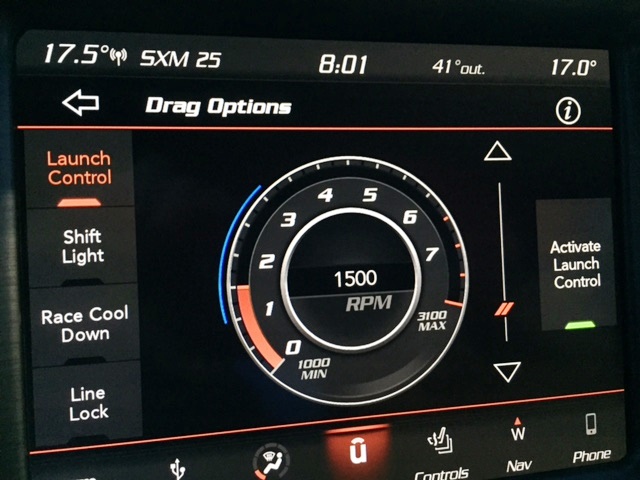 17.5° SXM 25 8:01 41°out. 17.0°
Drag Options
Launch
Control
Shift
Light
Race Cool
Down
Line
Lock
0 1 2 3 4 5 6 7
1500
RPM
1000
MIN
3100
MAX
Activate
Launch
Control
Controls
W
Nav
Phone